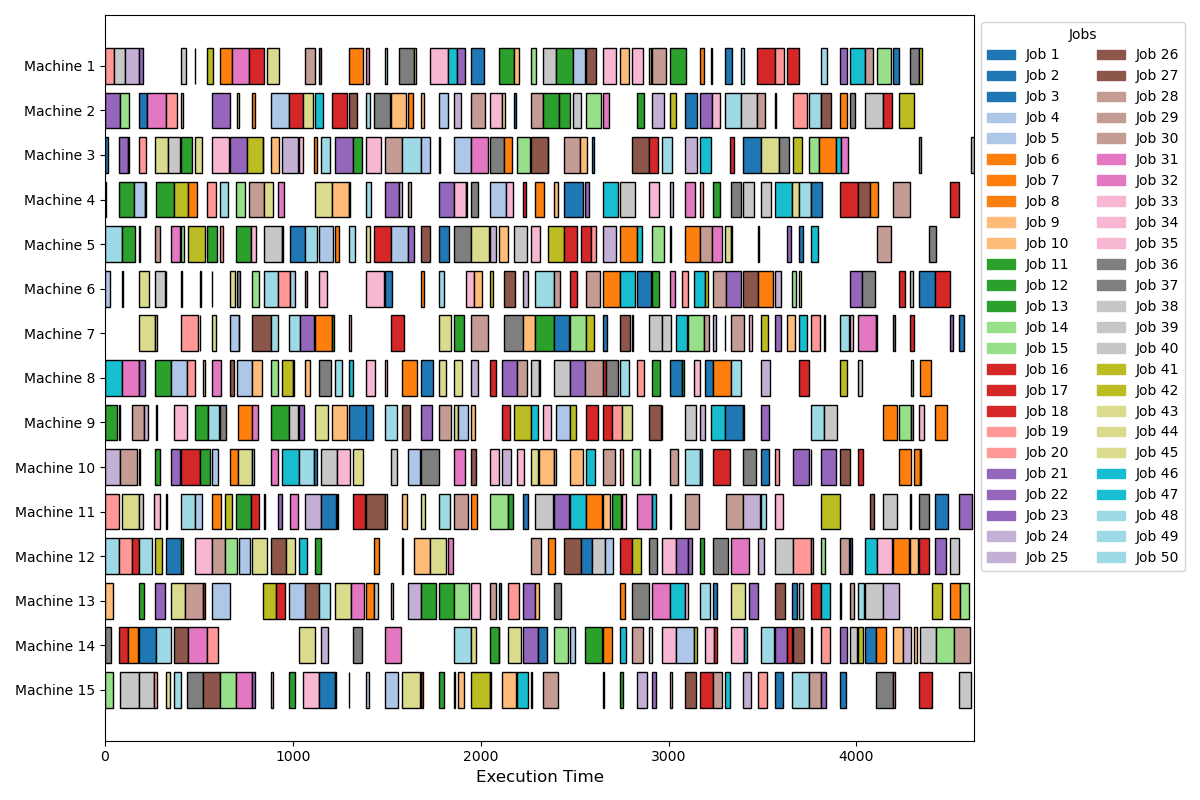 Machine 1
Machine 2
Machine 3
Machine 4
Machine 5
Machine 6
Machine 7
Machine 8
Machine 9
Machine 10
Machine 11
Machine 12
Machine 13
Machine 14
Machine 15
0 1000 2000 3000 4000
Execution Time
Jobs
Job 1
Job 2
Job 3
Job 4
Job 5
Job 6
Job 7
Job 8
Job 9
Job 10
Job 11
Job 12
Job 13
Job 14
Job 15
Job 16
Job 17
Job 18
Job 19
Job 20
Job 21
Job 22
Job 23
Job 24
Job 25
Job 26
Job 27
Job 28
Job 29
Job 30
Job 31
Job 32
Job 33
Job 34
Job 35
Job 36
Job 37
Job 38
Job 39
Job 40
Job 41
Job 42
Job 43
Job 44
Job 45
Job 46
Job 47
Job 48
Job 49
Job 50